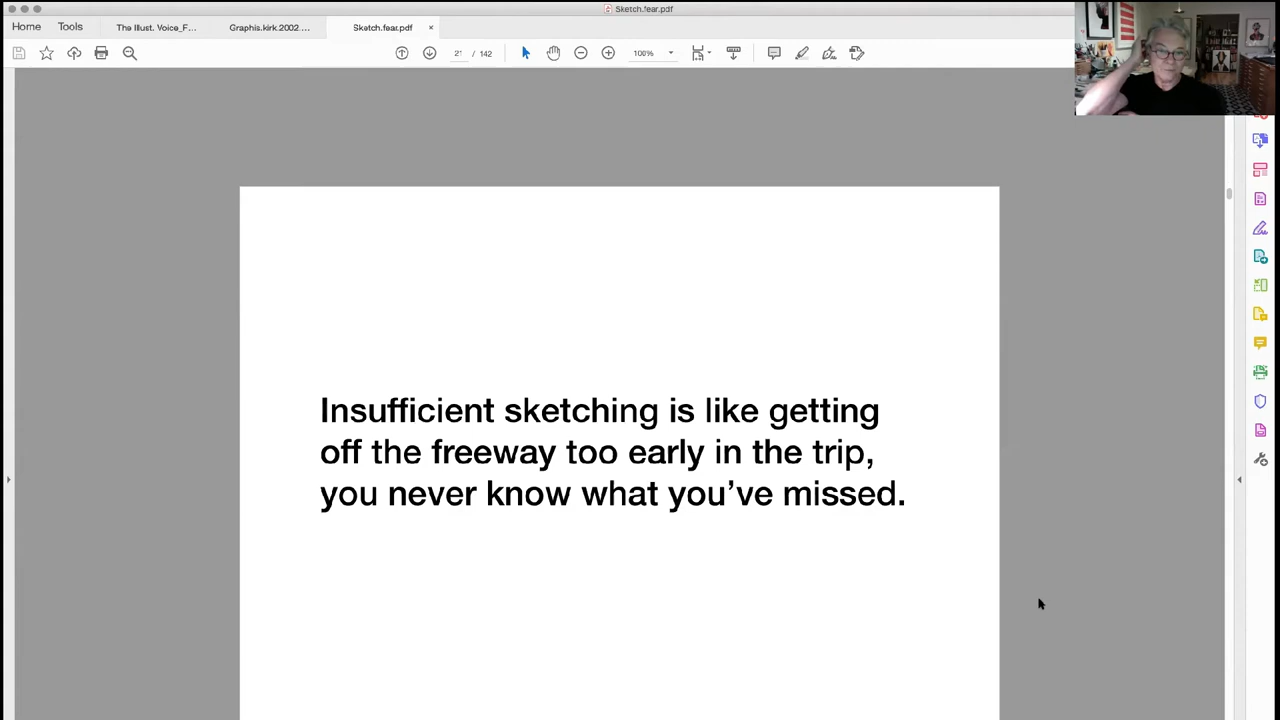 Sketch.fear.pdf
Home Tools The Illust. Voice_F... Graphis.kirk.2002.... Sketch.fear.pdf ×
21 / 142 100%
Insufficient sketching is like getting
off the freeway too early in the trip,
you never know what you’ve missed.